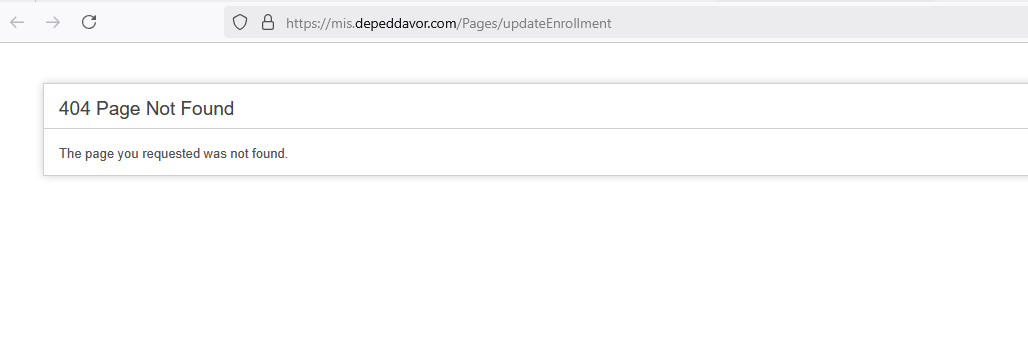 https://mis.depeddavor.com/Pages/updateEnrollment
404 Page Not Found
The page you requested was not found.